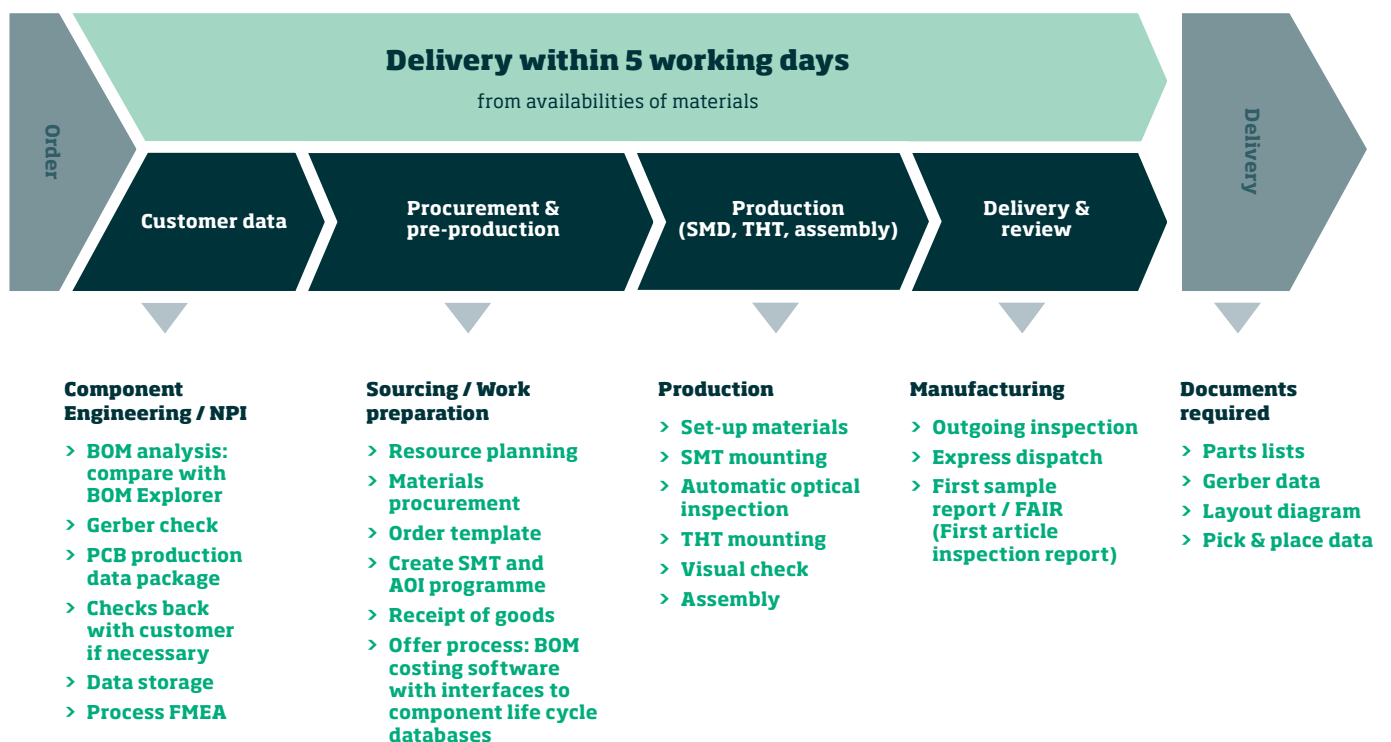 Order
Delivery within 5 working days
from availabilities of materials
Delivery
Customer data
Procurement &
pre-production
Production
(SMD, THT, assembly)
Delivery &
review
Component
Engineering / NPI
> BOM analysis:
compare with
BOM Explorer
> Gerber check
> PCB production
data package
> Checks back
with customer
if necessary
> Data storage
> Process FMEA
Sourcing / Work
preparation
> Resource planning
> Materials
procurement
> Order template
> Create SMT and
AOI programme
> Receipt of goods
> Offer process: BOM
costing software
with interfaces to
component life cycle
databases
Production
> Set-up materials
> SMT mounting
> Automatic optical
inspection
> THT mounting
> Visual check
> Assembly
Manufacturing
> Outgoing inspection
> Express dispatch
> First sample
report / FAIR
(First article
inspection report)
Documents
required
> Parts lists
> Gerber data
> Layout diagram
> Pick & place data